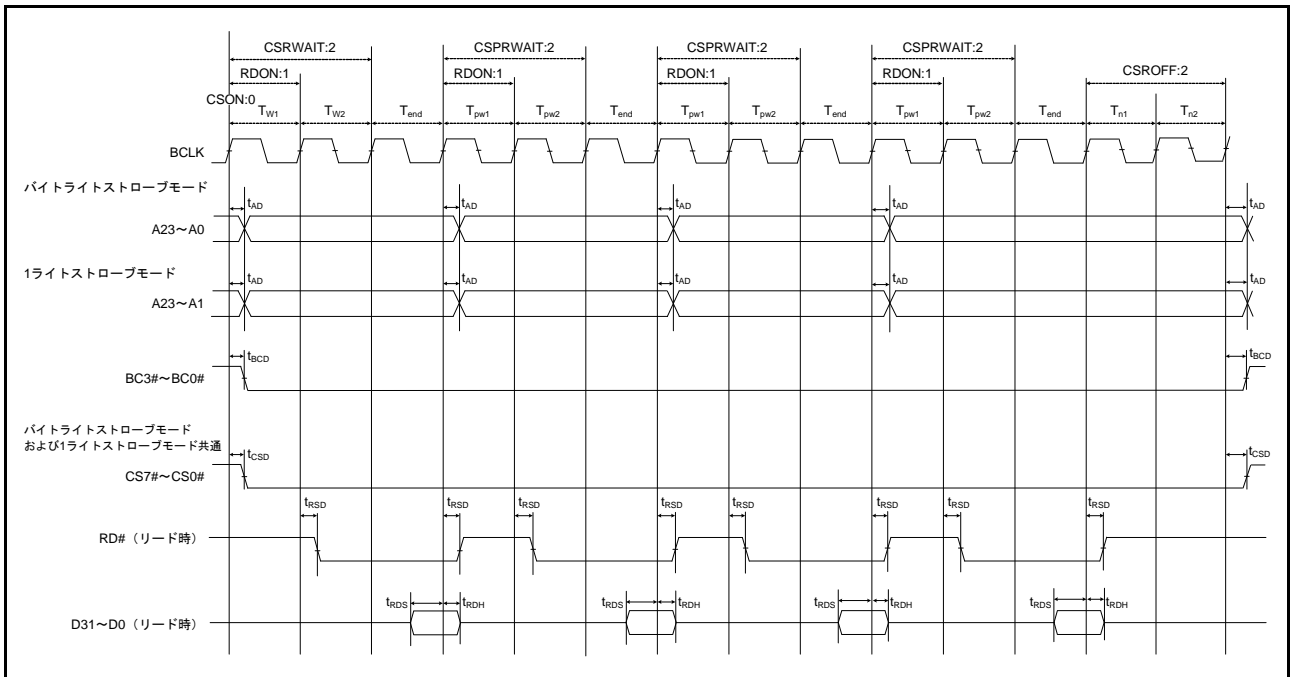 CSRWAIT:2 CSPRWAIT:2 CSPRWAIT:2 CSPRWAIT:2
RDON:1 RDON:1 RDON:1 RDON:1 CSROFF:2
CSON:0
TW1 TW2 Tend Tpw1 Tpw2 Tend Tpw1 Tpw2 Tend Tpw1 Tpw2 Tend Tn1 Tn2
BCLK
バイトライトストローブモード
tAD tAD tAD tAD tAD
A23～A0
1ライトストローブモード
tAD tAD tAD tAD tAD
A23～A1
tBCD tBCD
BC3#～BC0#
バイトライトストローブモード
および1ライトストローブモード共通
tCSD tCSD
CS7#～CS0#
tRSD tRSD tRSD tRSD tRSD tRSD tRSD tRSD
RD#（リード時）
tRDS tRDH tRDS tRDH tRDS tRDH tRDS tRDH
D31～D0（リード時）